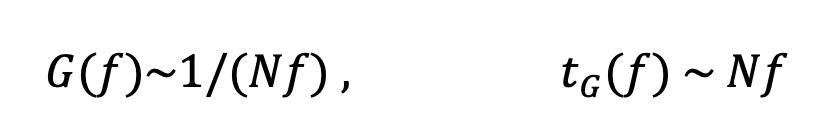 G(f)~1/(Nf) , t_G(f) ~ Nf